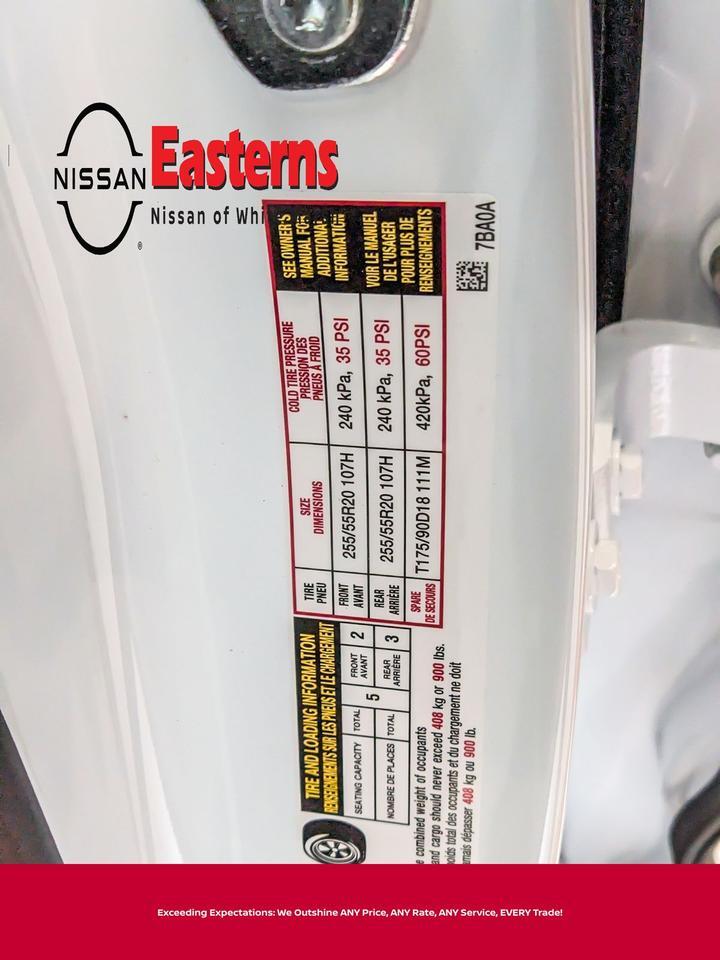 NISSAN
®
Easterns
Nissan of Whi
TIRE AND LOADING INFORMATION
RENSEIGNEMENTS SUR LES PNEUS ET LE CHARGEMENT
SEATING CAPACITY TOTAL 5 FRONT AVANT 2
NOMBRE DE PLACES TOTAL REAR ARRIÈRE 3
e combined weight of occupants
and cargo should never exceed 408 kg or 900 lbs.
poids total des occupants et du chargement ne doit
jamais dépasser 408 kg ou 900 lb.
TIRE PNEU
SIZE DIMENSIONS
COLD TIRE PRESSURE
PRESSION DES
PNEUS À FROID
FRONT AVANT 255/55R20 107H 240 kPa, 35 PSI
REAR ARRIÈRE 255/55R20 107H 240 kPa, 35 PSI
SPARE DE SECOURS T175/90D18 111M 420kPa, 60PSI
SEE OWNER'S
MANUAL FOR
ADDITIONAL
INFORMATION
VOIR LE MANUEL
DE L'USAGER
POUR PLUS DE
RENSEIGNEMENTS
7BA0A
Exceeding Expectations: We Outshine ANY Price, ANY Rate, ANY Service, EVERY Trade!